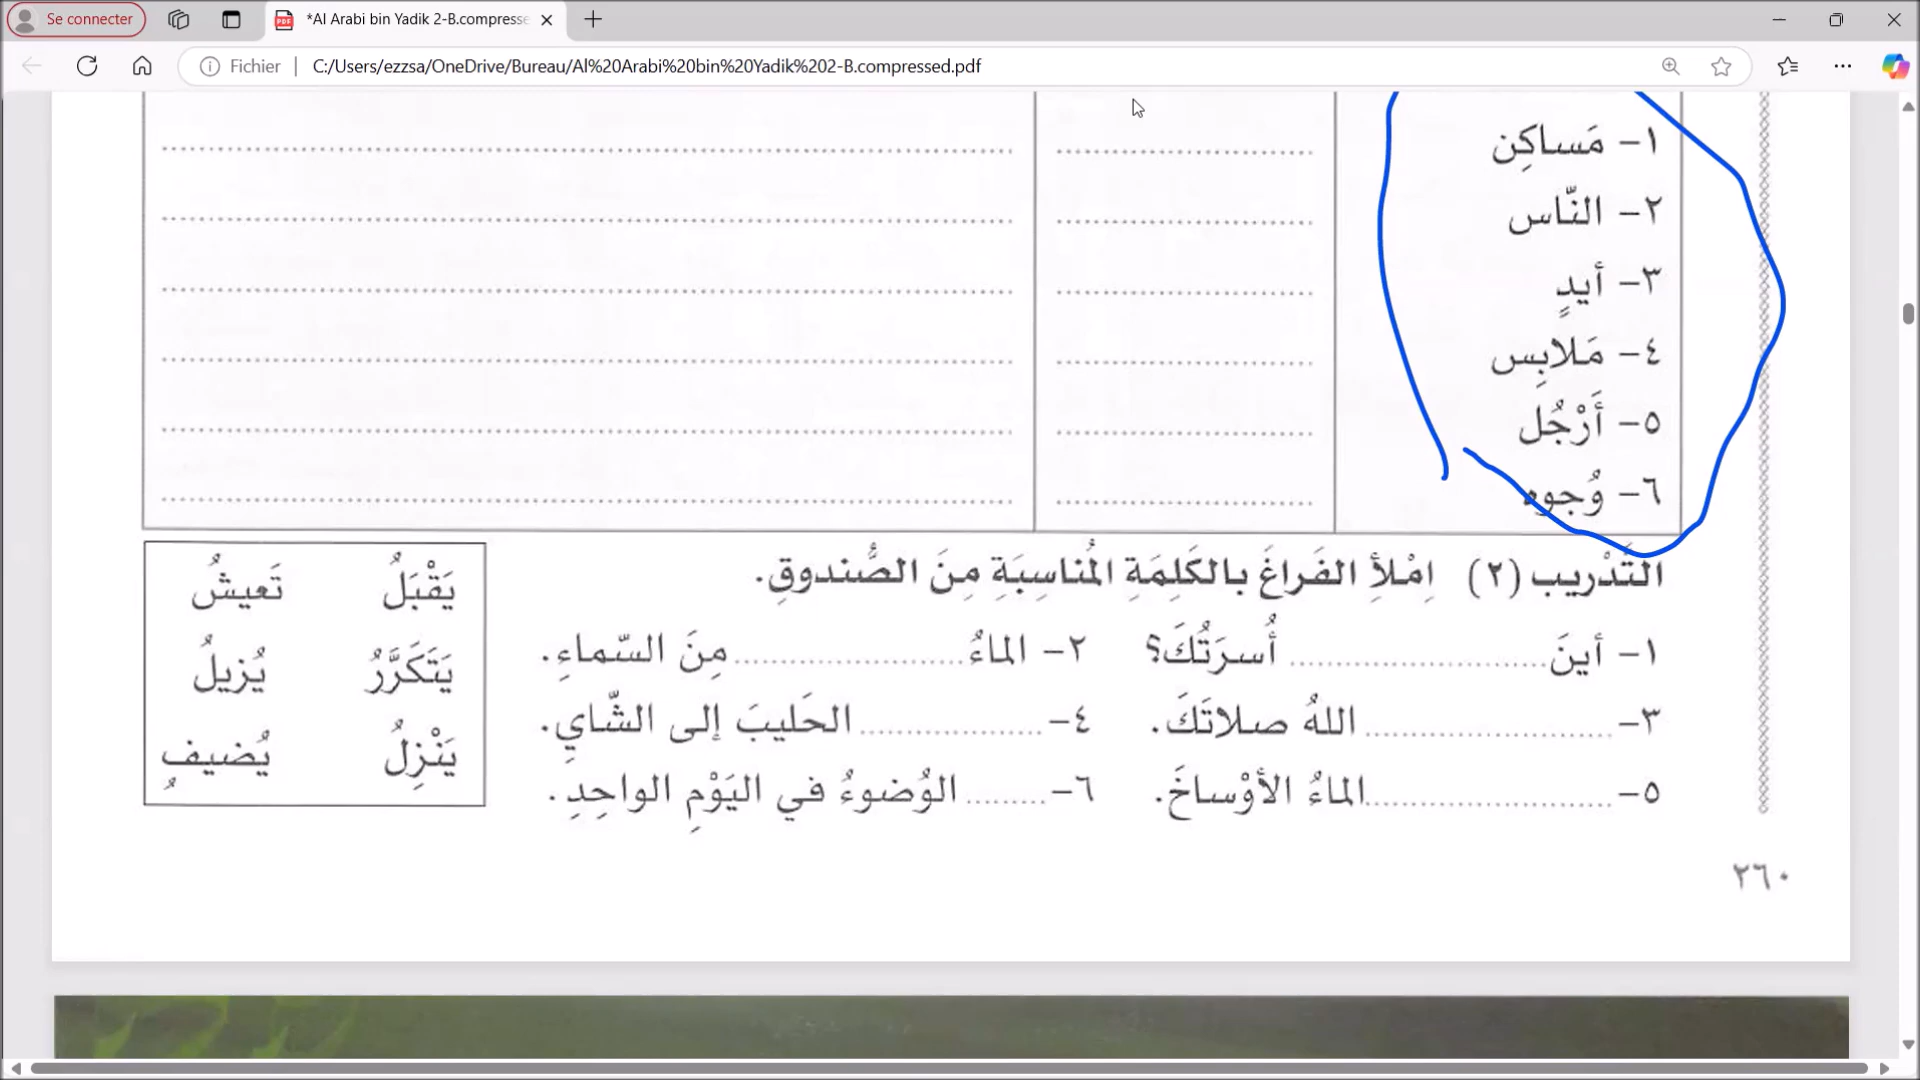 Se connecter
*Al Arabi bin Yadik 2-B.compresse
Fichier | C:/Users/ezzsa/OneDrive/Bureau/Al%20Arabi%20bin%20Yadik%202-B.compressed.pdf
١- مَساكِن
٢- النّاس
٣- أيدٍ
٤- مَلابِس
٥- أَرْجُل
٦- وُجوه
التَدْريب (٢) اِمْلأِ الفَراغَ بالكَلِمَةِ المُناسِبَةِ مِنَ الصُّندوقِ.
١- أينَ .......................... أُسرَتُكَ؟ ٢- الماءُ ....................... مِنَ السّماءِ.
٣- ......................... اللهُ صلاتَكَ. ٤- .................. الحَليبَ إلى الشّايِ.
٥- .........................الماءُ الأوْساخَ. ٦- ......... الوُضوءُ في اليَوْمِ الواحِدِ.
يَقْبَلُ تَعيشُ
يَتَكَرَّرُ يُزيلُ
يَنْزِلُ يُضيفُ
٢٦٠